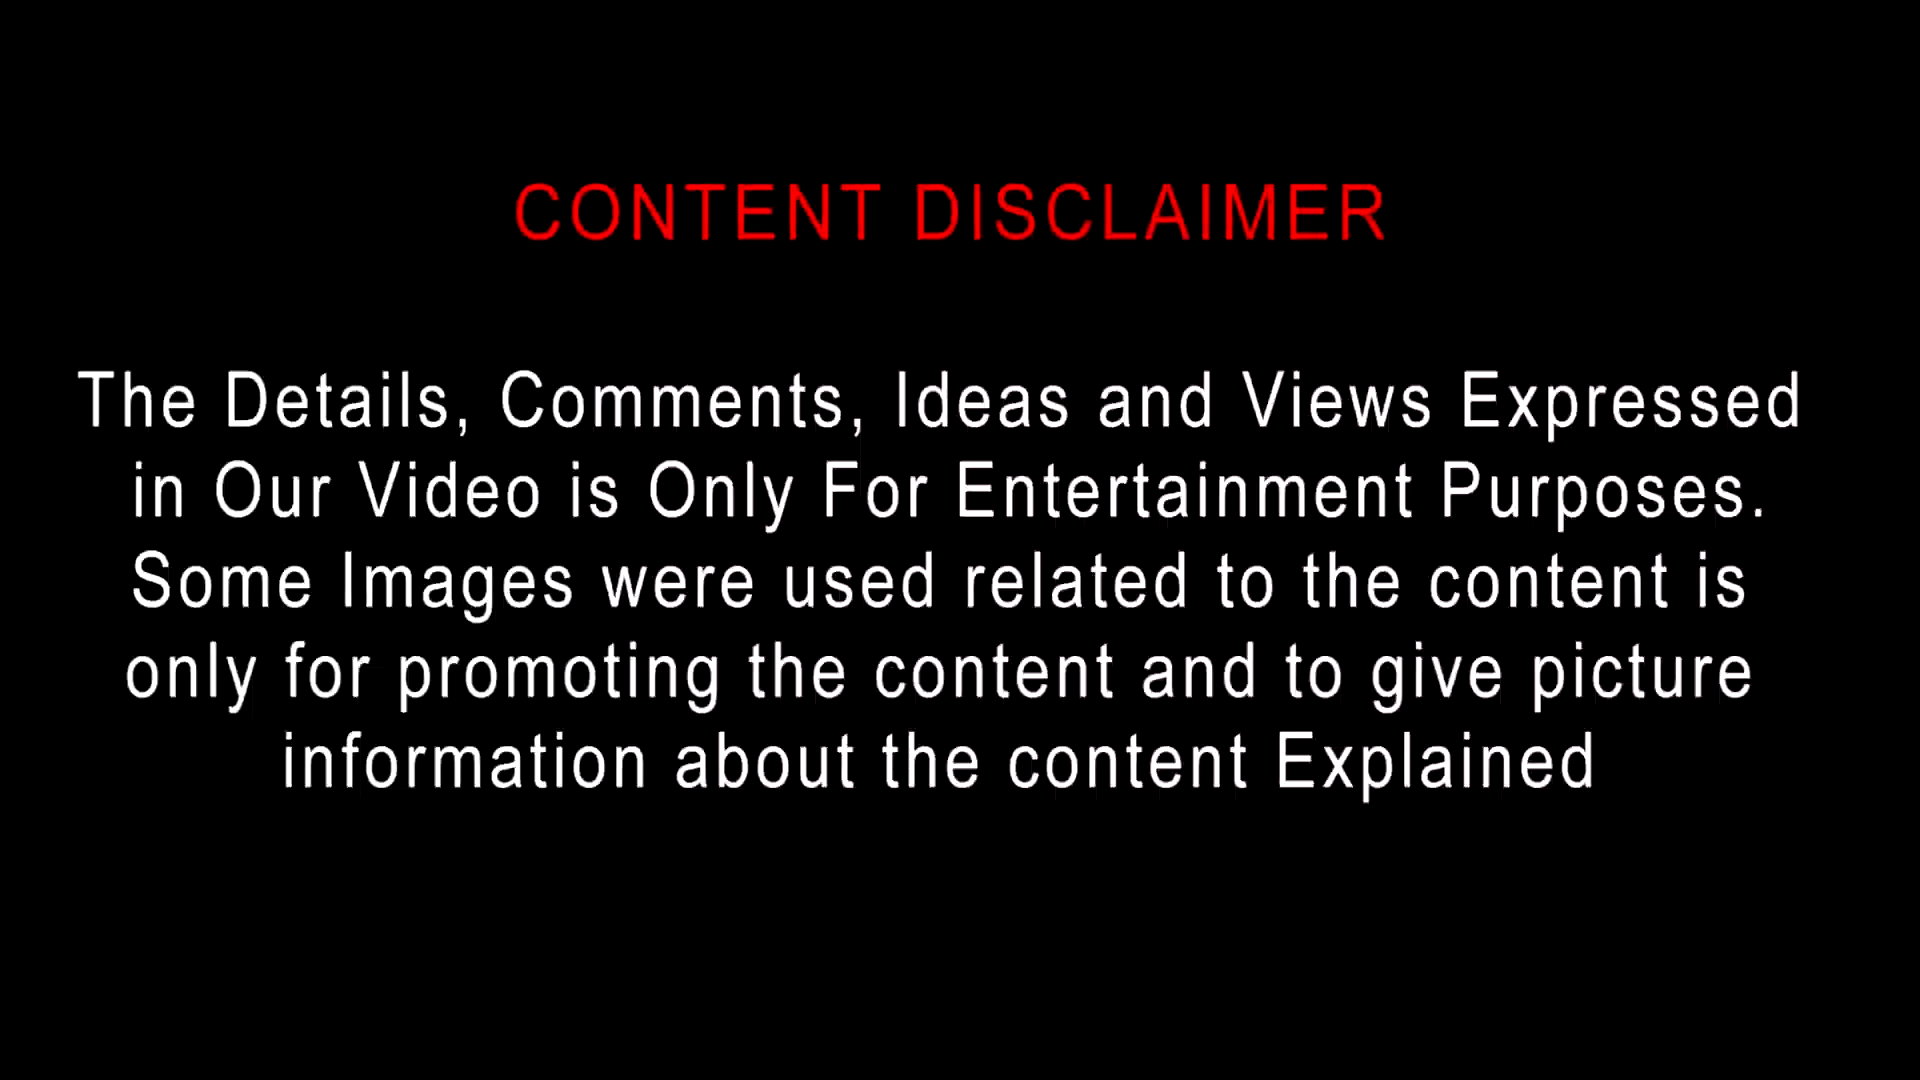 CONTENT DISCLAIMER
The Details, Comments, Ideas and Views Expressed
in Our Video is Only For Entertainment Purposes.
Some Images were used related to the content is
only for promoting the content and to give picture
information about the content Explained